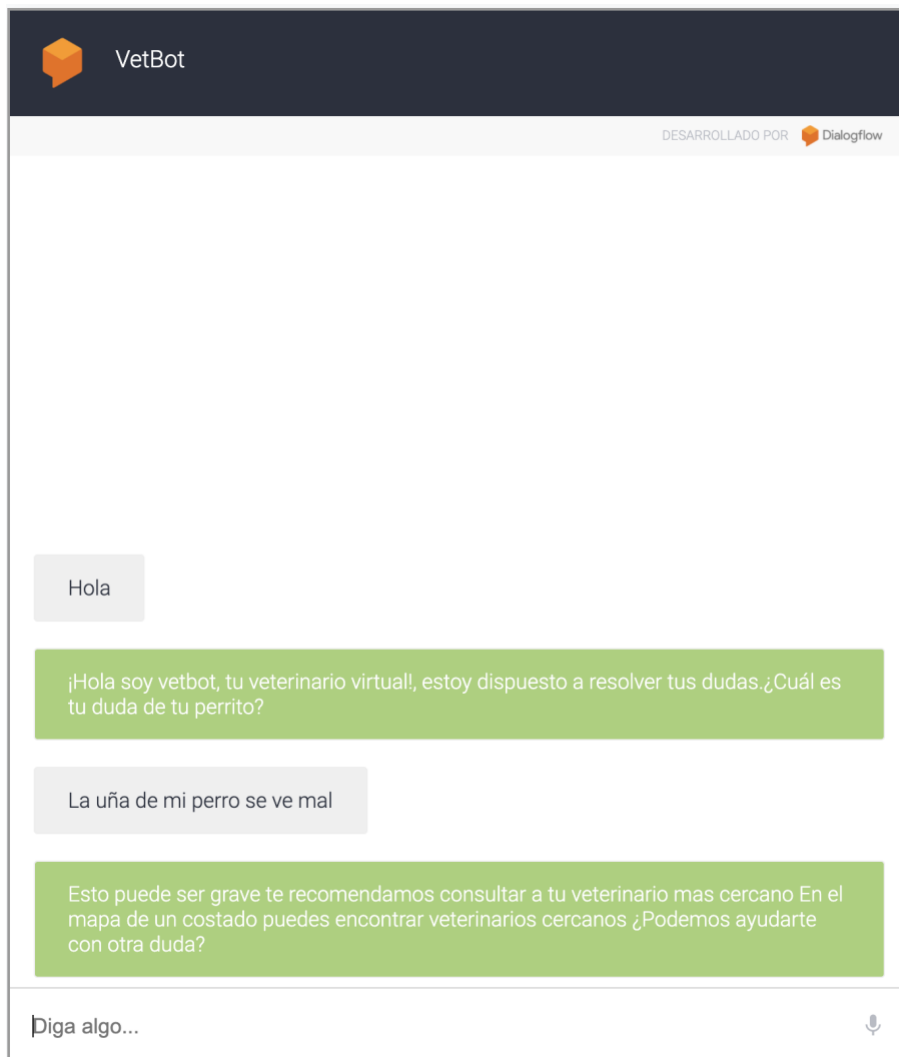 VetBot
DESARROLLADO POR Dialogflow
Hola
¡Hola soy vetbot, tu veterinario virtual!, estoy dispuesto a resolver tus dudas.¿Cuál es
tu duda de tu perrito?
La uña de mi perro se ve mal
Esto puede ser grave te recomendamos consultar a tu veterinario mas cercano En el
mapa de un costado puedes encontrar veterinarios cercanos ¿Podemos ayudarte
con otra duda?
Diga algo...